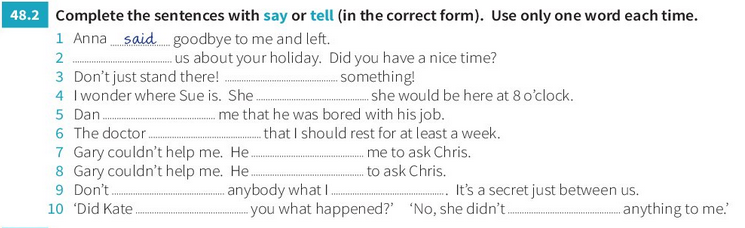 48.2 Complete the sentences with say or tell (in the correct form). Use only one word each time.
1 Anna said goodbye to me and left.
2 ........................ us about your holiday. Did you have a nice time?
3 Don’t just stand there! ........................ something!
4 I wonder where Sue is. She ........................ she would be here at 8 o’clock.
5 Dan ........................ me that he was bored with his job.
6 The doctor ........................ that I should rest for at least a week.
7 Gary couldn’t help me. He ........................ me to ask Chris.
8 Gary couldn’t help me. He ........................ to ask Chris.
9 Don’t ........................ anybody what I ......................... It’s a secret just between us.
10 ‘Did Kate ........................ you what happened?’ ‘No, she didn’t ........................ anything to me.’